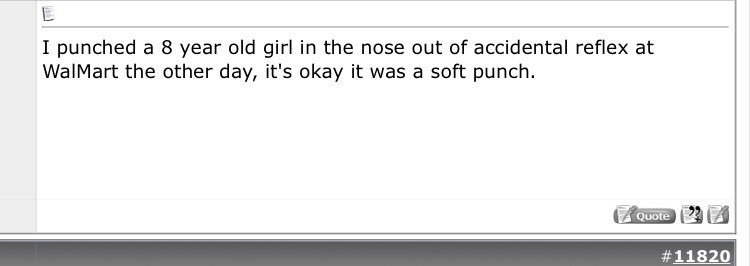 I punched a 8 year old girl in the nose out of accidental reflex at
WalMart the other day, it's okay it was a soft punch.
Quote
#11820